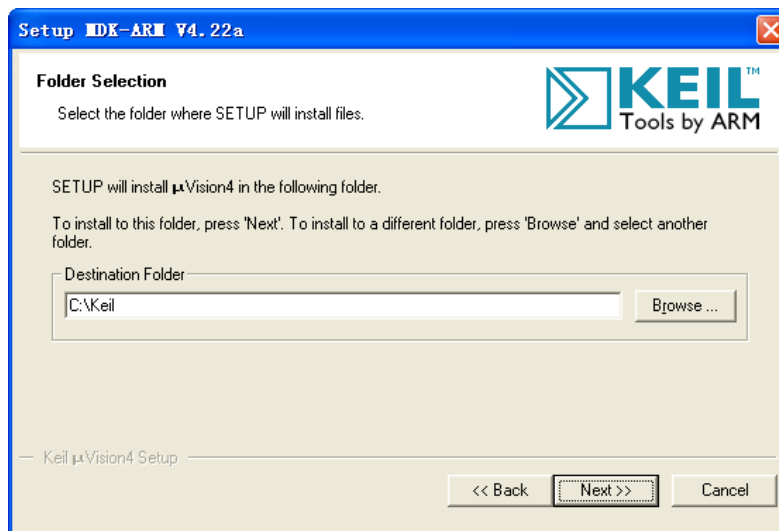 Setup MDK-ARM V4.22a
Folder Selection
Select the folder where SETUP will install files.
KEIL™
Tools by ARM
SETUP will install µVision4 in the following folder.
To install to this folder, press 'Next'. To install to a different folder, press 'Browse' and select another
folder.
Destination Folder
C:\Keil
Browse ...
Keil µVision4 Setup
<< Back
Next >>
Cancel